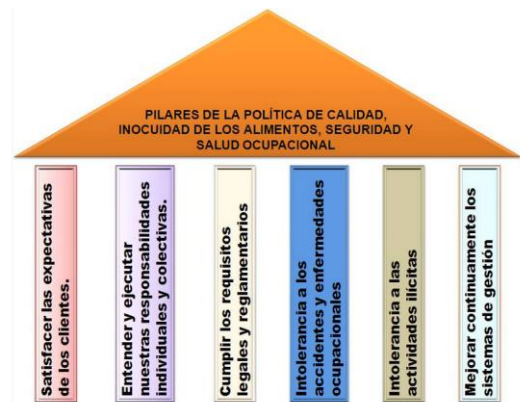 PILARES DE LA POLÍTICA DE CALIDAD,
INOCUIDAD DE LOS ALIMENTOS, SEGURIDAD Y
SALUD OCUPACIONAL
Satisfacer las expectativas
de los clientes.
Entender y ejecutar
nuestras responsabilidades
individuales y colectivas.
Cumplir los requisitos
legales y reglamentarios
Intolerancia a los
accidentes y enfermedades
ocupacionales
Intolerancia a las
actividades ilícitas
Mejorar continuamente los
sistemas de gestión